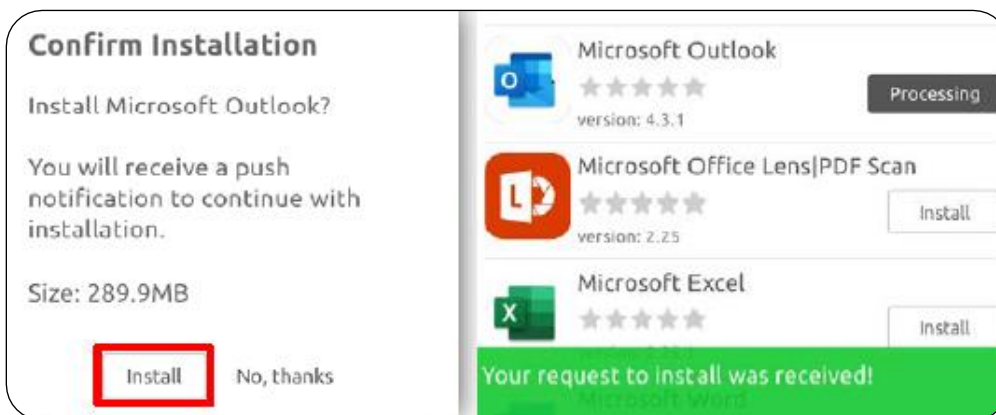 Confirm Installation
Install Microsoft Outlook?
You will receive a push
notification to continue with
installation.
Size: 289.9MB
Install
No, thanks
Microsoft Outlook
Processing
version: 4.3.1
Microsoft Office Lens|PDF Scan
Install
version: 2.25
Microsoft Excel
Install
Your request to install was received!
Microsoft Word